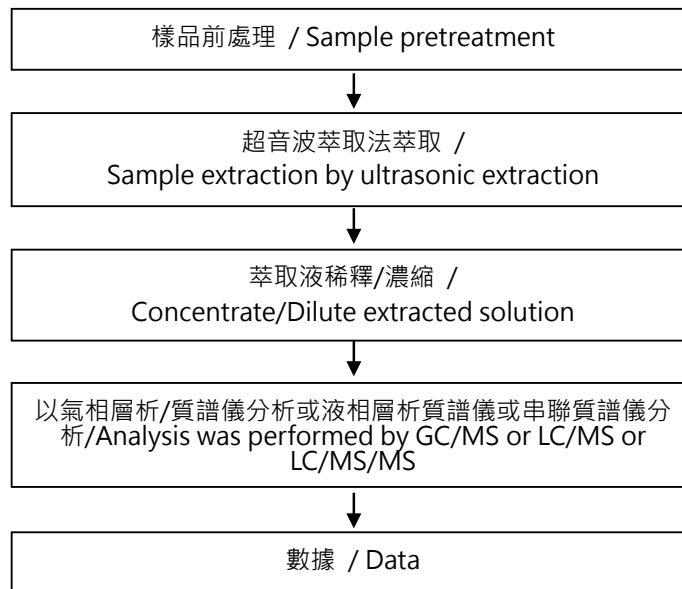 樣品前處理 / Sample pretreatment
超音波萃取法萃取 /
Sample extraction by ultrasonic extraction
萃取液稀釋/濃縮 /
Concentrate/Dilute extracted solution
以氣相層析/質譜儀分析或液相層析質譜儀或串聯質譜儀分
析/Analysis was performed by GC/MS or LC/MS or
LC/MS/MS
數據 / Data